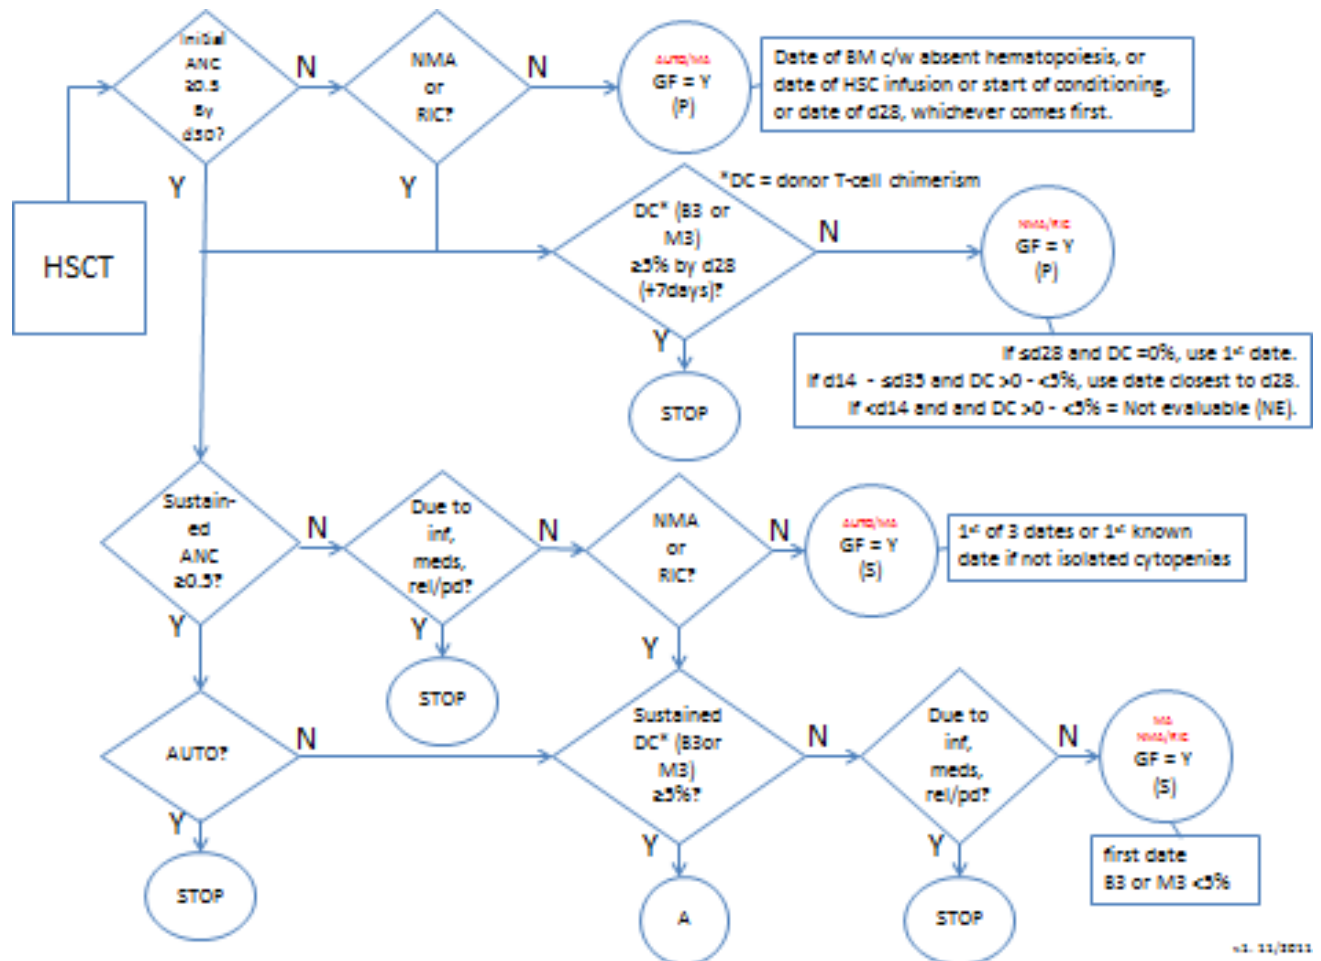 Initial
ANC
≥0.5
By
d30?
N
NMA
or
RIC?
N
AUTO/MA
GF = Y
(P)
Date of BM c/w absent hematopoiesis, or
date of HSC infusion or start of conditioning,
or date of d28, whichever comes first.
Y
Y
*DC = donor T-cell chimerism
HSCT
DC* (B3 or
M3)
≥5% by d28
(+7days)?
N
NMA/RIC
GF = Y
(P)
Y
If ≤d28 and DC =0%, use 1st date.
If d14 - ≤d35 and DC >0 - <5%, use date closest to d28.
If <d14 and and DC >0 - <5% = Not evaluable (NE).
STOP
Sustain-
ed
ANC
≥0.5?
N
Due to
inf,
meds,
rel/pd?
N
NMA
or
RIC?
N
AUTO/MA
GF = Y
(S)
1st of 3 dates or 1st known
date if not isolated cytopenias
Y
Y
Y
STOP
AUTO?
N
Sustained
DC* (B3or
M3)
≥5%?
N
Due to
inf,
meds,
rel/pd?
N
MA
NMA/RIC
GF = Y
(S)
Y
Y
Y
first date
B3 or M3 <5%
STOP
A
STOP
v1. 11/2011